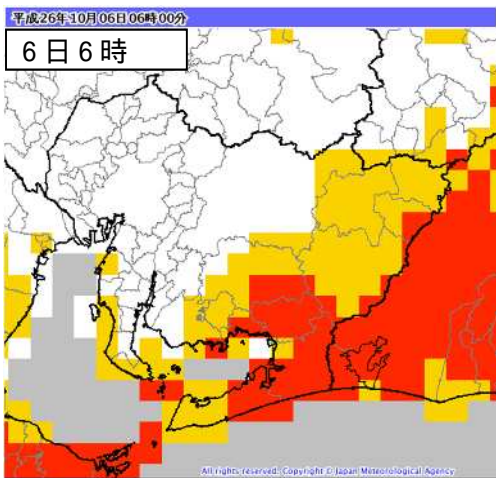 平成26年10月06日06時00分
６日６時
All rights reserved. Copyright © Japan Meteorological Agency